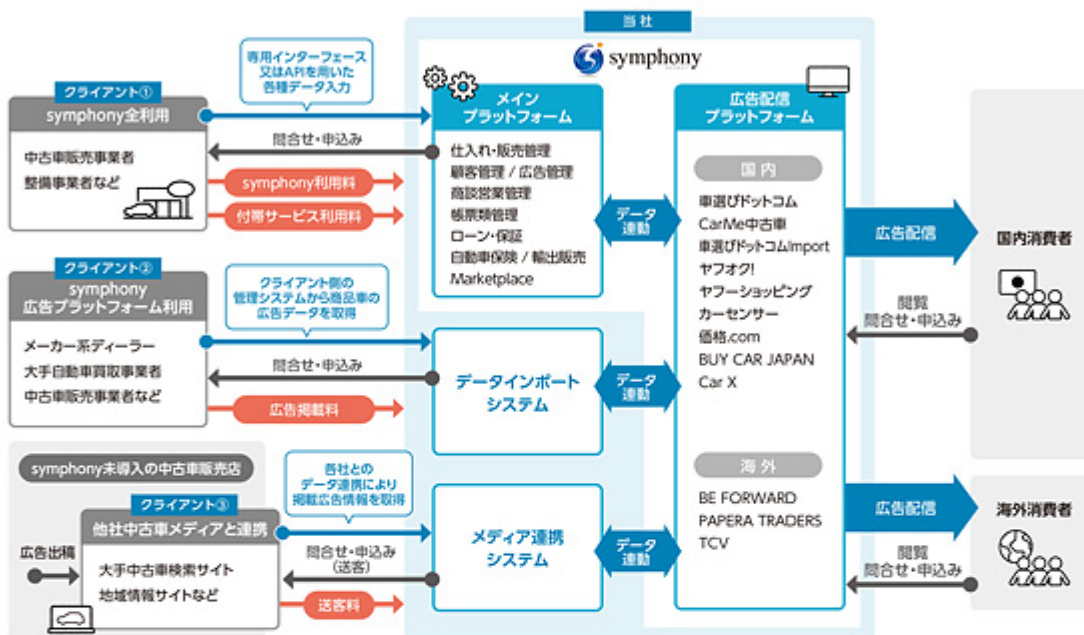 当社
symphony
専用インターフェース
又はAPIを用いた
各種データ入力
クライアント①
symphony全利用
中古車販売事業者
整備事業者など
問合せ・申込み
symphony利用料
付帯サービス利用料
メイン
プラットフォーム
仕入れ・販売管理
顧客管理 / 広告管理
商談営業管理
帳票類管理
ローン・保証
自動車保険 / 輸出販売
Marketplace
データ
連動
広告配信
プラットフォーム
国内
車選びドットコム
CarMe中古車
車選びドットコムImport
ヤフオク!
ヤフーショッピング
カーセンサー
価格.com
BUY CAR JAPAN
Car X
広告配信
国内消費者
閲覧
問合せ・申込み
クライアント②
symphony
広告プラットフォーム利用
メーカー系ディーラー
大手自動車買取事業者
中古車販売事業者など
クライアント側の
管理システムから商品車の
広告データを取得
問合せ・申込み
広告掲載料
データインポート
システム
データ
連動
symphony未導入の中古車販売店
クライアント③
他社中古車メディアと連携
広告出稿
大手中古車検索サイト
地域情報サイトなど
各社との
データ連携により
掲載広告情報を取得
問合せ・申込み
(送客)
送客料
メディア連携
システム
データ
連動
海外
BE FORWARD
PAPERA TRADERS
TCV
広告配信
海外消費者
閲覧
問合せ・申込み